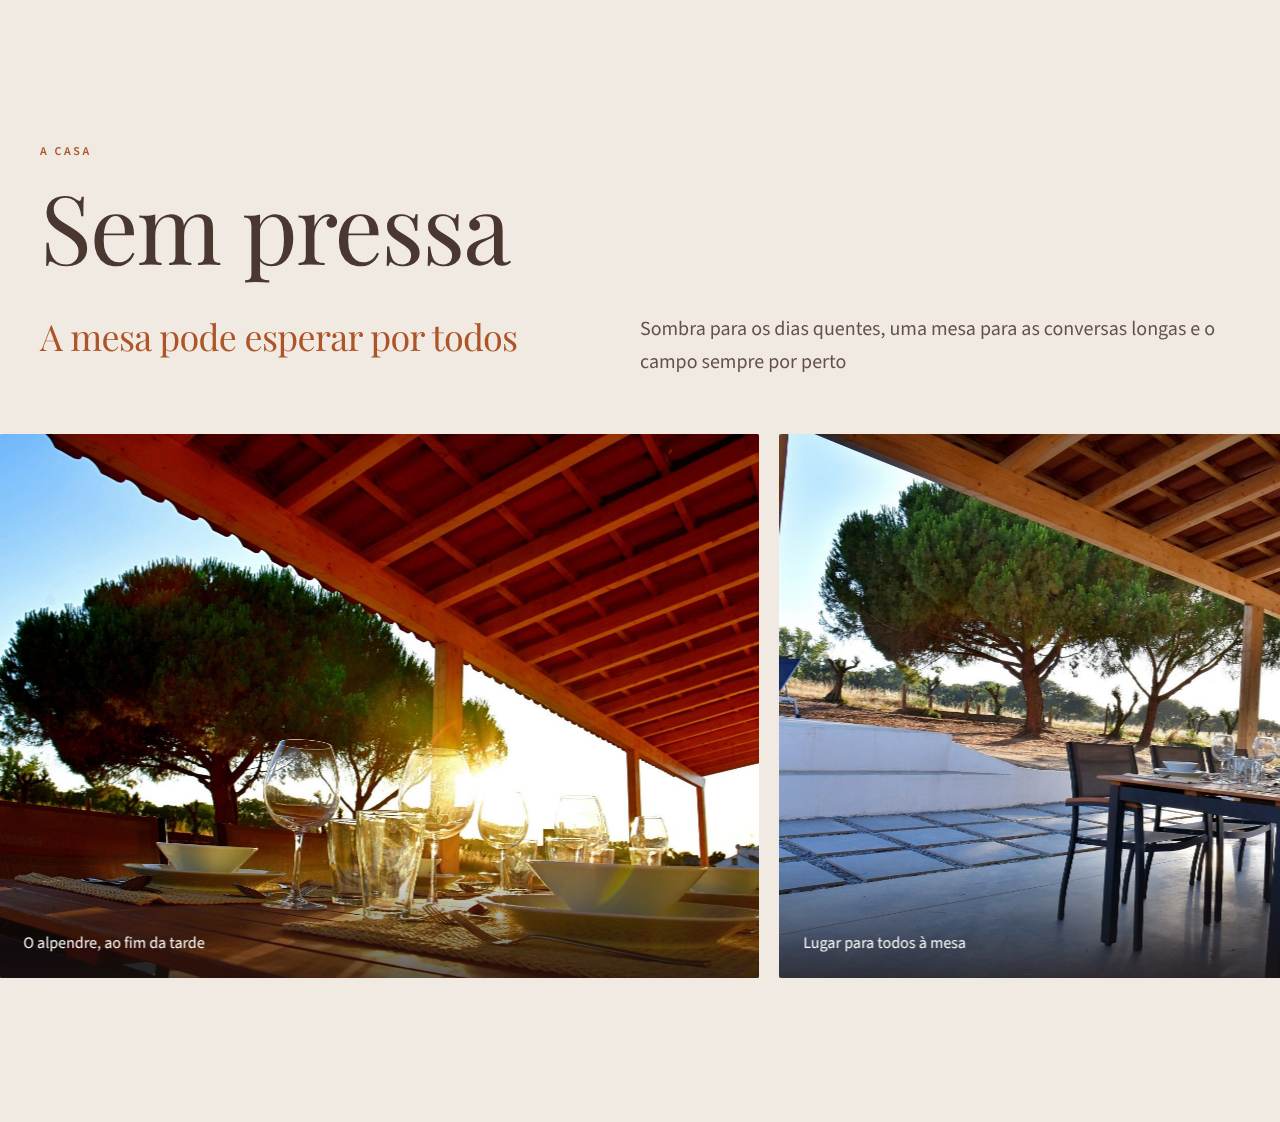 A CASA
Sem pressa
A mesa pode esperar por todos
Sombra para os dias quentes, uma mesa para as conversas longas e o
campo sempre por perto
O alpendre, ao fim da tarde
Lugar para todos à mesa